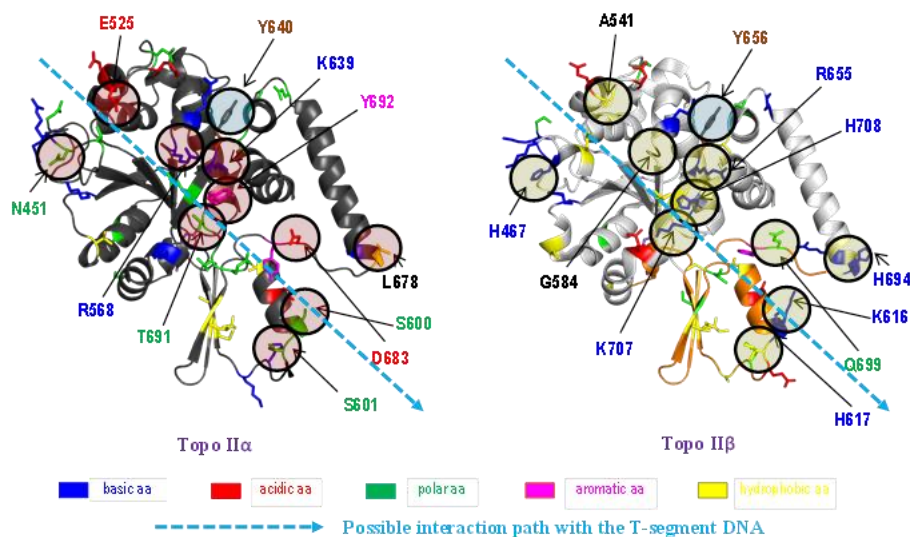 E525
Y640
K639
Y692
N451
R568
T691
L678
S600
D683
S601
Topo IIα
A541
Y656
R655
H708
H467
G584
H694
K616
K707
Q699
H617
Topo IIβ
basic aa
acidic aa
polar aa
aromatic aa
hydrophobic aa
Possible interaction path with the T-segment DNA